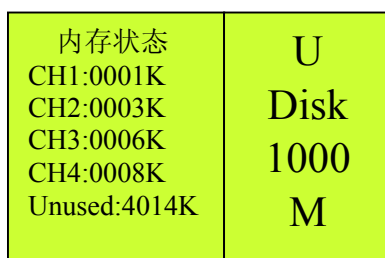 内存状态
CH1:0001K
CH2:0003K
CH3:0006K
CH4:0008K
Unused:4014K
U
Disk
1000
M